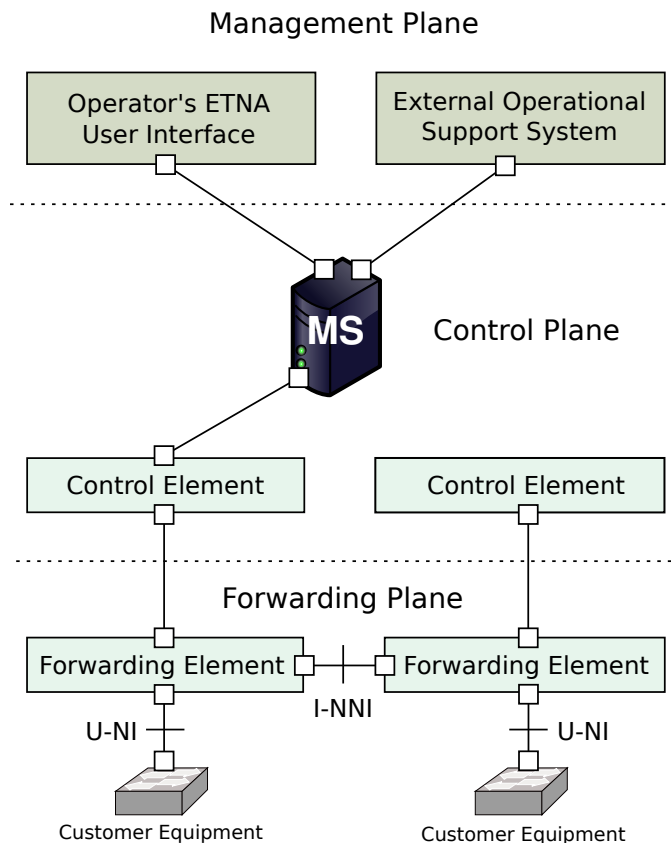 Management Plane
Operator's ETNA
User Interface
External Operational
Support System
MS
Control Plane
Control Element
Control Element
Forwarding Plane
Forwarding Element
Forwarding Element
I-NNI
U-NI
U-NI
Customer Equipment
Customer Equipment